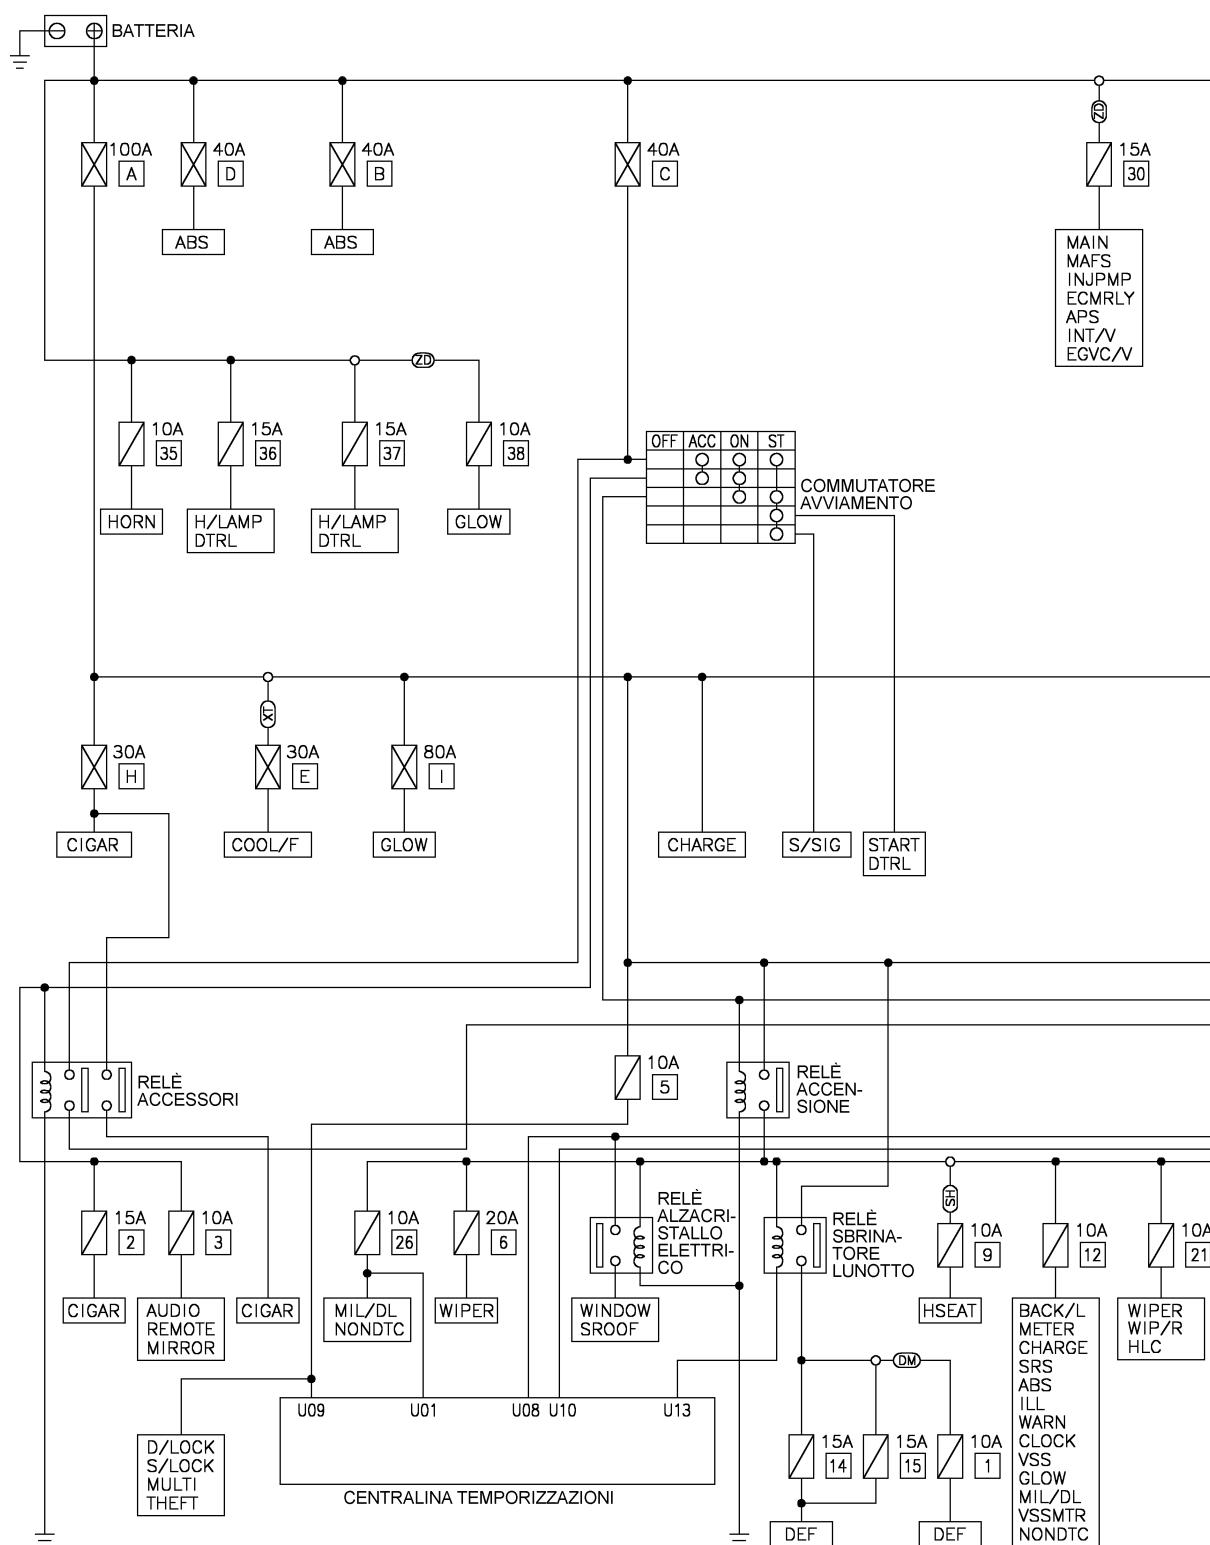 BATTERIA
ZD
100A
A
40A
D
40A
B
40A
C
15A
30
ABS
ABS
MAIN
MAFS
INJPMP
ECMRLY
APS
INT/V
EGVC/V
ZD
10A
35
15A
36
15A
37
10A
38
HORN
H/LAMP
DTRL
H/LAMP
DTRL
GLOW
OFF ACC ON ST
COMMUTATORE
AVVIAMENTO
XT
30A
H
30A
E
80A
I
CIGAR
COOL/F
GLOW
CHARGE
S/SIG
START
DTRL
RELÈ
ACCESSORI
10A
5
RELÈ
ACCEN-
SIONE
15A
2
10A
3
10A
26
20A
6
RELÈ
ALZACRI-
STALLO
ELETTRI-
CO
RELÈ
SBRINA-
TORE
LUNOTTO
SH
10A
9
10A
12
10A
21
CIGAR
AUDIO
REMOTE
MIRROR
CIGAR
MIL/DL
NONDTC
WIPER
WINDOW
SROOF
HSEAT
BACK/L
METER
CHARGE
SRS
ABS
ILL
WARN
CLOCK
VSS
GLOW
MIL/DL
VSSMTR
NONDTC
WIPER
WIP/R
HLC
DM
U09 U01 U08 U10 U13
D/LOCK
S/LOCK
MULTI
THEFT
CENTRALINA TEMPORIZZAZIONI
15A
14
15A
15
10A
1
DEF
DEF